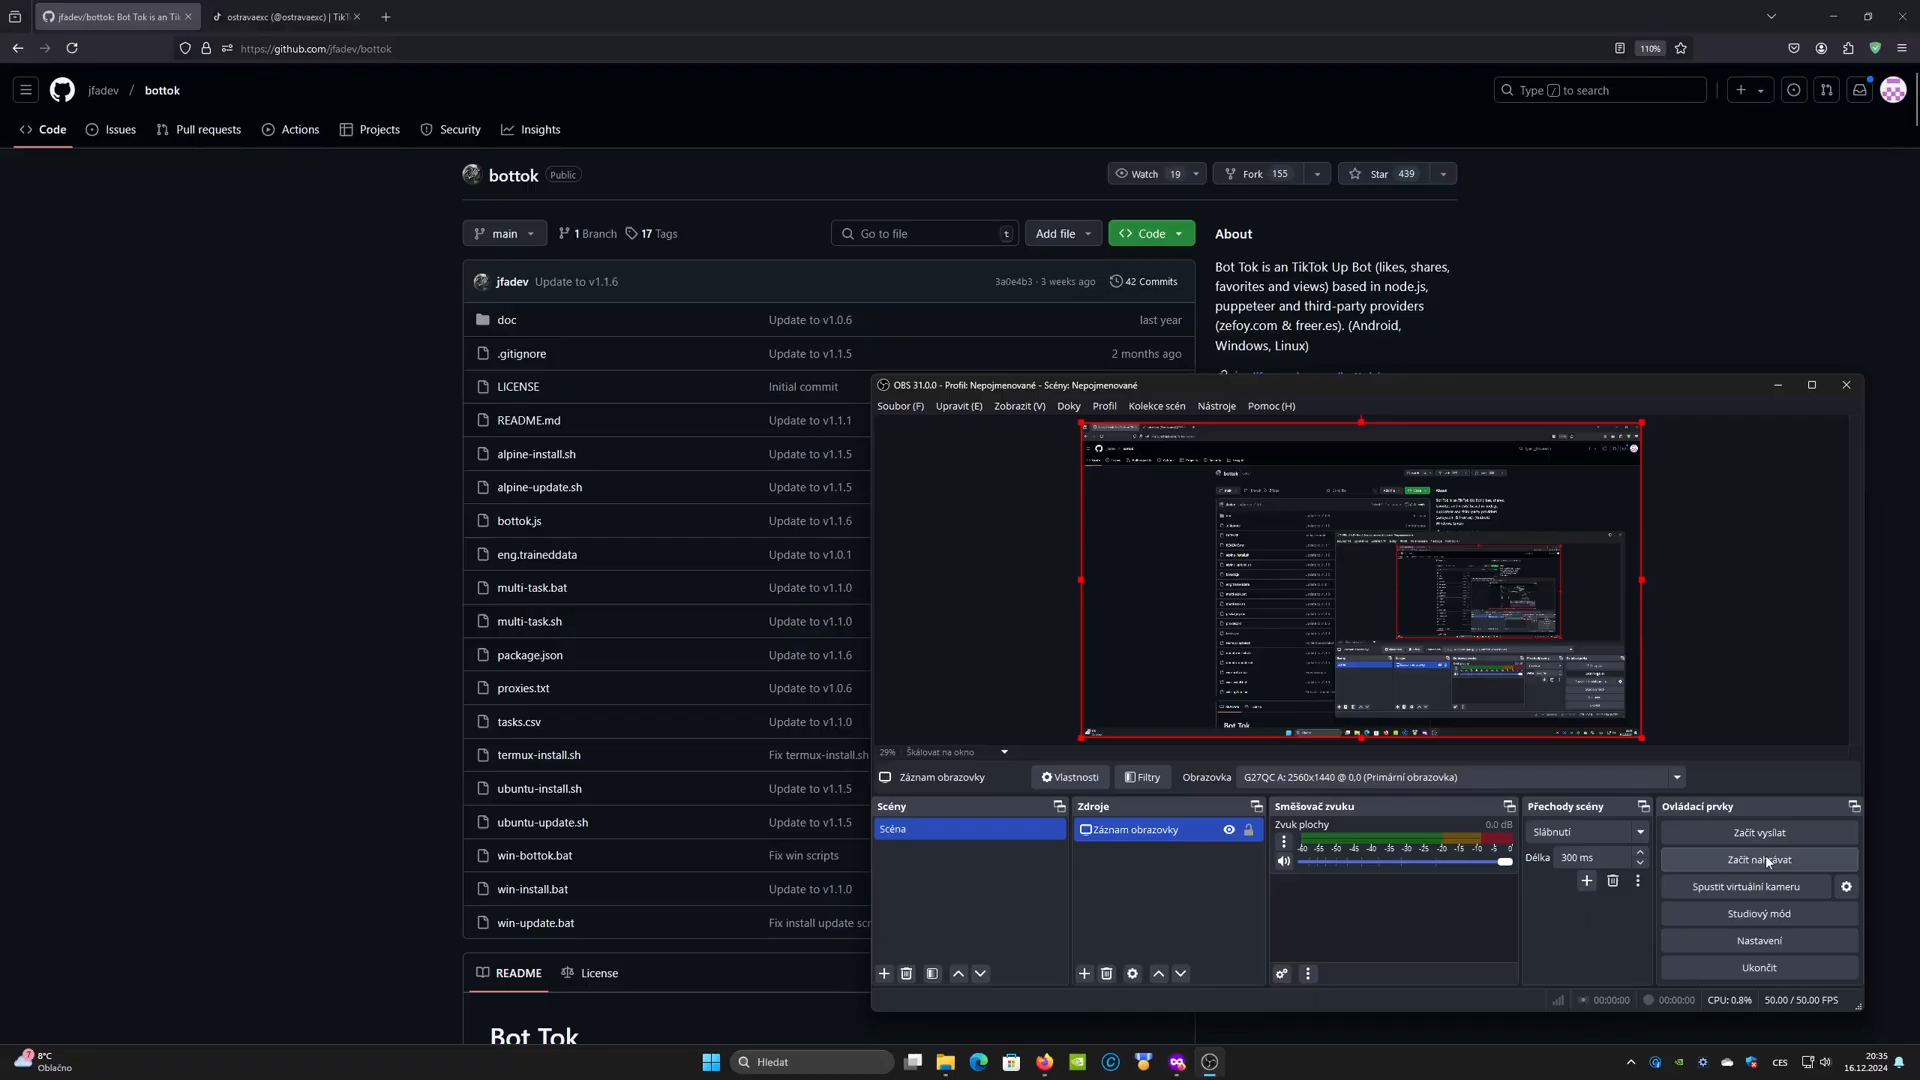 jfadev/bottok: Bot Tok is an Tik
ostravaexc (@ostravaexc) | TikT
https://github.com/jfadev/bottok
110%
jfadev / bottok
Type / to search
Code
Issues
Pull requests
Actions
Projects
Security
Insights
bottok
Public
Watch 19
Fork 155
Star 439
main
1 Branch
17 Tags
Go to file
t
Add file
Code
About
Bot Tok is an TikTok Up Bot (likes, shares,
favorites and views) based in node.js,
puppeteer and third-party providers
(zefoy.com & freer.es). (Android,
Windows, Linux)
jfadev Update to v1.1.6 3a0e4b3 · 3 weeks ago 42 Commits
doc Update to v1.0.6 last year
.gitignore Update to v1.1.5 2 months ago
LICENSE Initial commit
README.md Update to v1.1.1
alpine-install.sh Update to v1.1.5
alpine-update.sh Update to v1.1.5
bottok.js Update to v1.1.6
eng.traineddata Update to v1.0.1
multi-task.bat Update to v1.1.0
multi-task.sh Update to v1.1.0
package.json Update to v1.1.6
proxies.txt Update to v1.0.6
tasks.csv Update to v1.1.0
termux-install.sh Fix termux-install.sh
ubuntu-install.sh Update to v1.1.5
ubuntu-update.sh Update to v1.1.5
win-bottok.bat Fix win scripts
win-install.bat Update to v1.1.0
win-update.bat Fix install update scr
README
License
Bot Tok
OBS 31.0.0 - Profil: Nepojmenované - Scény: Nepojmenované
Soubor (F) Upravit (E) Zobrazit (V) Doky Profil Kolekce scén Nástroje Pomoc (H)
29% Škálovat na okno
Záznam obrazovky
Vlastnosti
Filtry
Obrazovka
G27QC A: 2560x1440 @ 0,0 (Primární obrazovka)
Scény
Scéna
Zdroje
Záznam obrazovky
Směšovač zvuku
Zvuk plochy 0.0 dB
-60 -55 -50 -45 -40 -35 -30 -25 -20 -15 -10 -5 0
Přechody scény
Slábnutí
Délka 300 ms
Ovládací prvky
Začít vysílat
Začít nahrávat
Spustit virtuální kameru
Studiový mód
Nastavení
Ukončit
00:00:00
00:00:00
CPU: 0.8%
50.00 / 50.00 FPS
7
8°C
Oblačno
Hledat
CES
20:35
16.12.2024